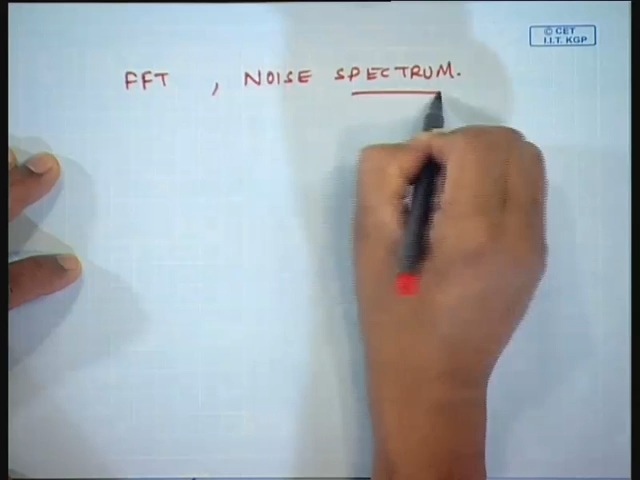 © CET
I.I.T. KGP
FFT , NOISE SPECTRUM.